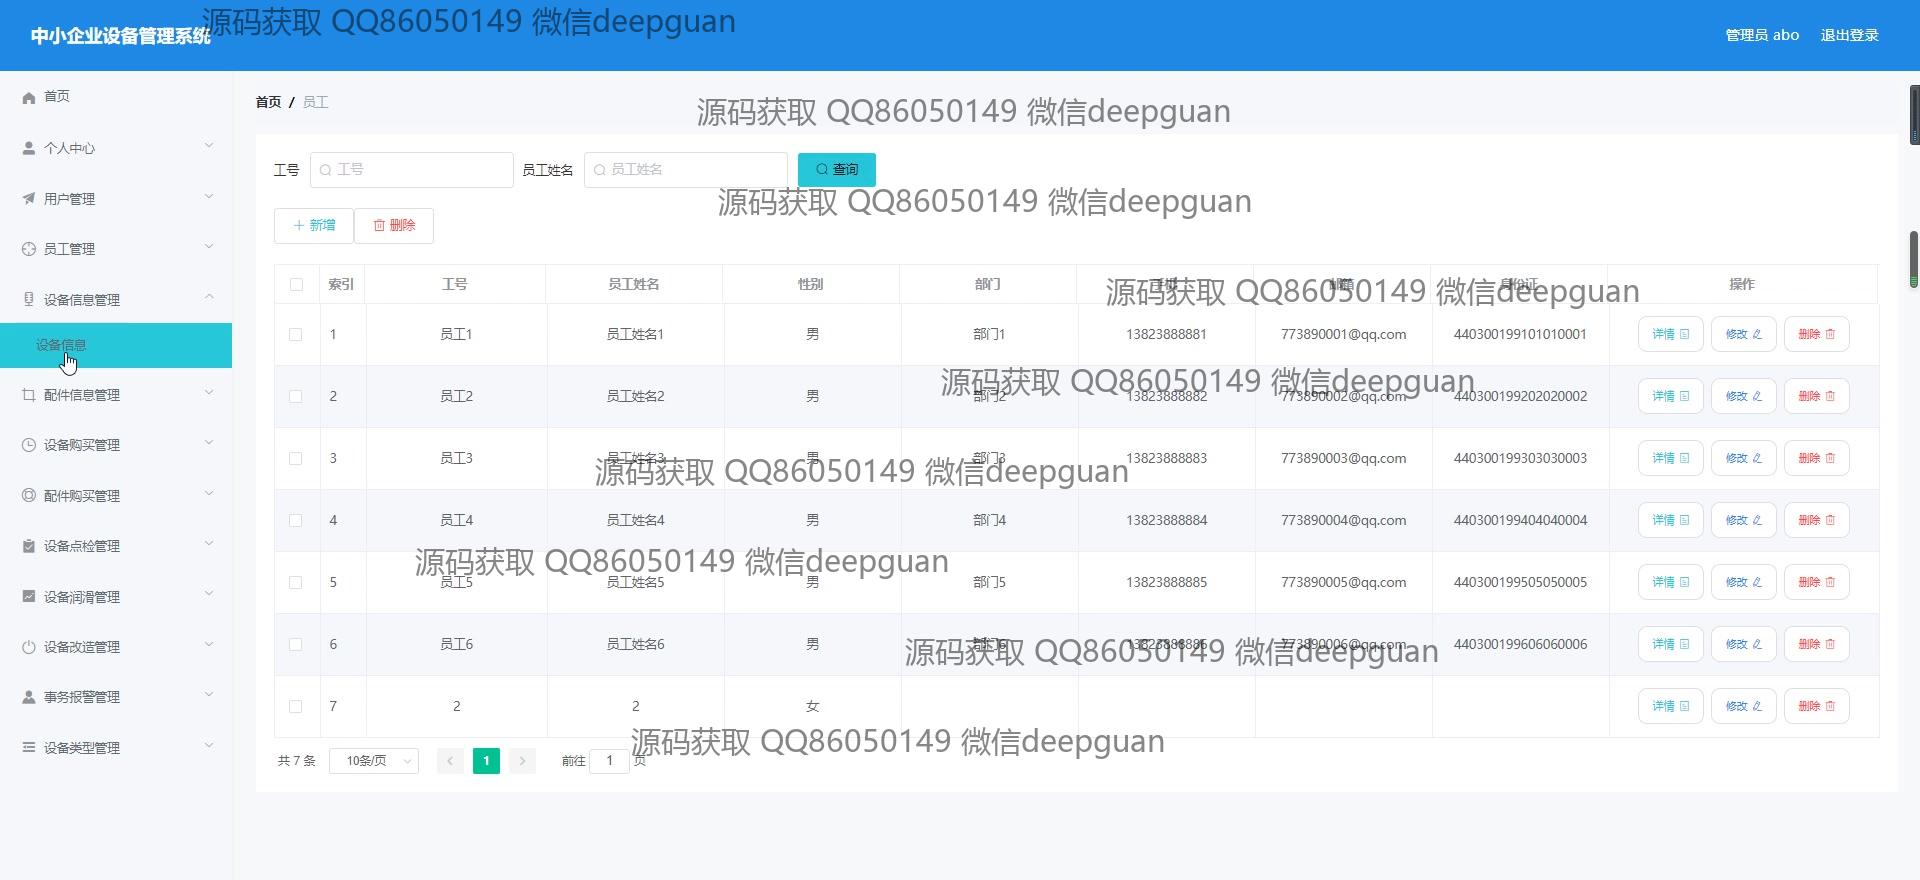 中小企业设备管理系统
源码获取 QQ86050149 微信deepguan
管理员 abo 退出登录
首页
个人中心
用户管理
员工管理
设备信息管理
设备信息
配件信息管理
设备购买管理
配件购买管理
设备点检管理
设备润滑管理
设备改造管理
事务报警管理
设备类型管理
首页 / 员工
源码获取 QQ86050149 微信deepguan
工号 工号 员工姓名 员工姓名 查询
源码获取 QQ86050149 微信deepguan
新增 删除
索引 工号 员工姓名 性别 部门 手机 邮箱 身份证 操作
源码获取 QQ86050149 微信deepguan
1 员工1 员工姓名1 男 部门1 13823888881 773890001@qq.com 440300199101010001 详情 修改 删除
源码获取 QQ86050149 微信deepguan
2 员工2 员工姓名2 男 部门2 13823888882 773890002@qq.com 440300199202020002 详情 修改 删除
3 员工3 员工姓名3 男 部门3 13823888883 773890003@qq.com 440300199303030003 详情 修改 删除
源码获取 QQ86050149 微信deepguan
4 员工4 员工姓名4 男 部门4 13823888884 773890004@qq.com 440300199404040004 详情 修改 删除
源码获取 QQ86050149 微信deepguan
5 员工5 员工姓名5 男 部门5 13823888885 773890005@qq.com 440300199505050005 详情 修改 删除
6 员工6 员工姓名6 男 部门6 13823888886 773890006@qq.com 440300199606060006 详情 修改 删除
源码获取 QQ86050149 微信deepguan
7 2 2 女 详情 修改 删除
源码获取 QQ86050149 微信deepguan
共 7 条 10条/页 1 前往 1 页